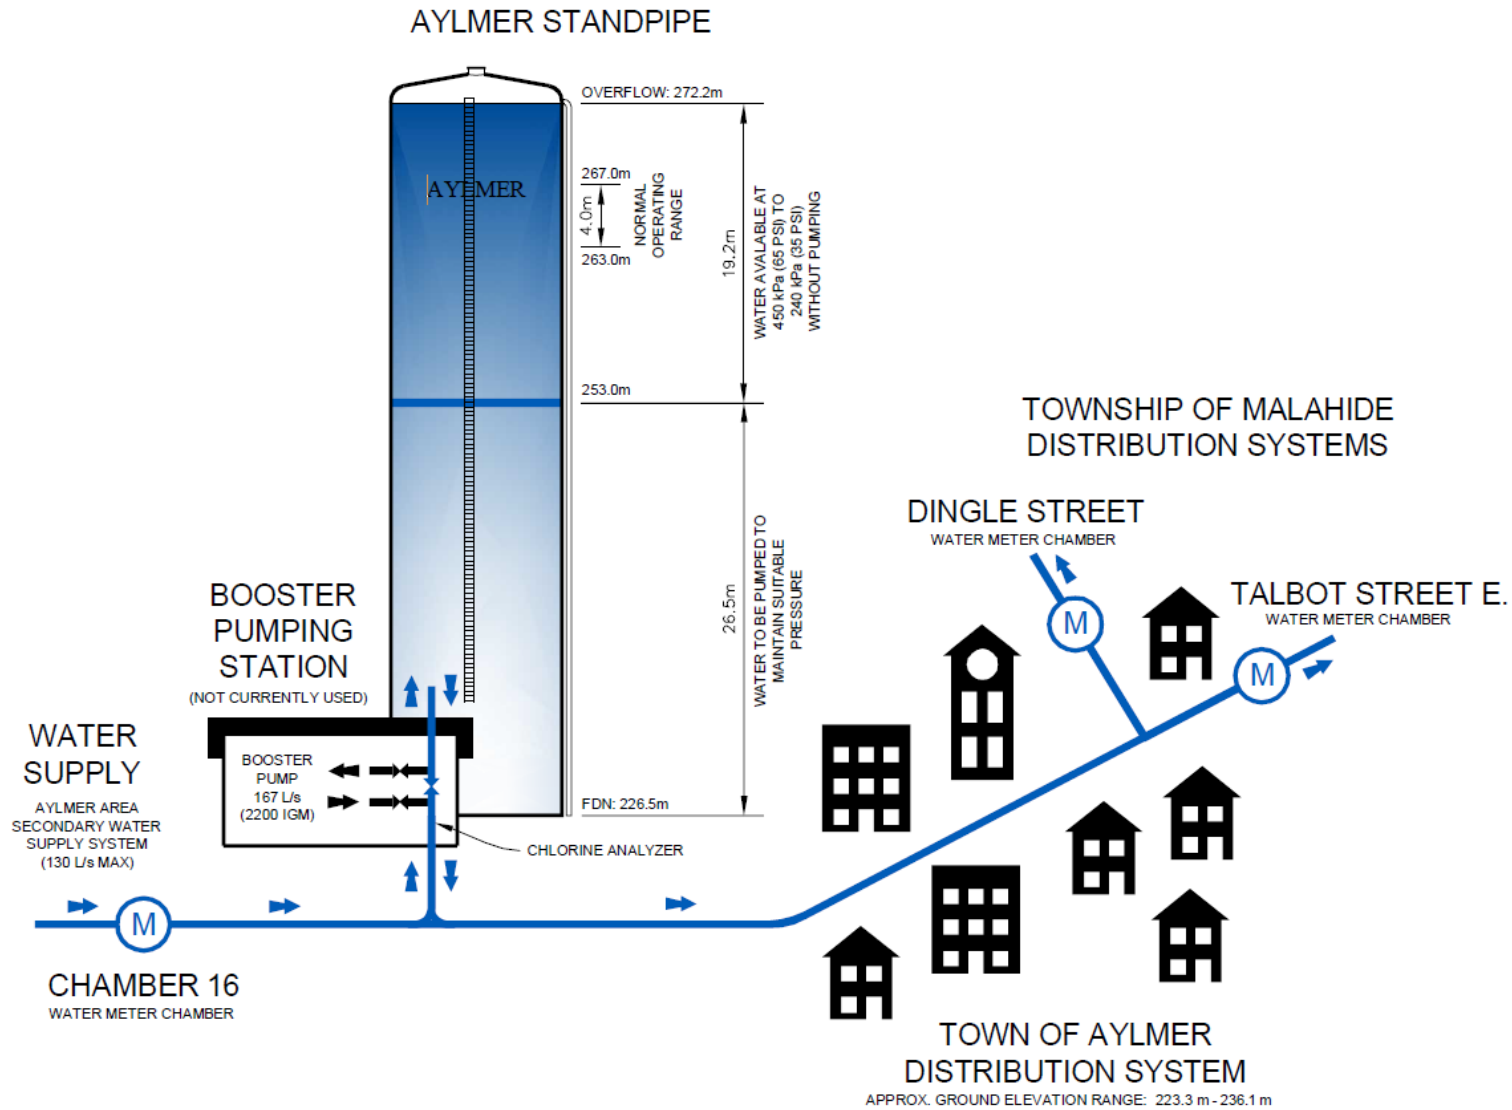 AYLMER STANDPIPE
OVERFLOW: 272.2m
267.0m
AYLMER
4.0m
NORMAL
OPERATING
RANGE
263.0m
19.2m
WATER AVALABLE AT
450 kPa (65 PSI) TO
240 kPa (35 PSI)
WITHOUT PUMPING
253.0m
26.5m
WATER TO BE PUMPED TO
MAINTAIN SUITABLE
PRESSURE
FDN: 226.5m
BOOSTER
PUMPING
STATION
(NOT CURRENTLY USED)
BOOSTER
PUMP
167 L/s
(2200 IGM)
CHLORINE ANALYZER
WATER
SUPPLY
AYLMER AREA
SECONDARY WATER
SUPPLY SYSTEM
(130 L/s MAX)
M
CHAMBER 16
WATER METER CHAMBER
TOWNSHIP OF MALAHIDE
DISTRIBUTION SYSTEMS
DINGLE STREET
WATER METER CHAMBER
M
TALBOT STREET E.
WATER METER CHAMBER
M
TOWN OF AYLMER
DISTRIBUTION SYSTEM
APPROX. GROUND ELEVATION RANGE: 223.3 m - 236.1 m